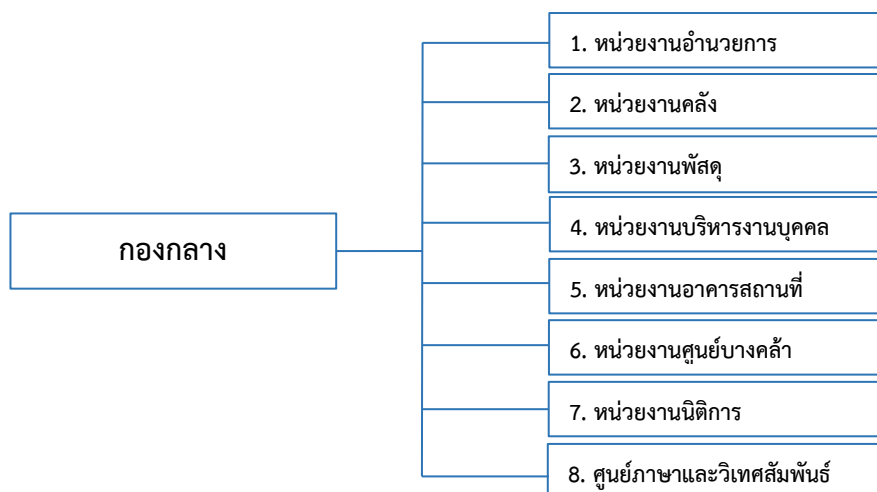 กองกลาง
1. หน่วยงานอำนวยการ
2. หน่วยงานคลัง
3. หน่วยงานพัสดุ
4. หน่วยงานบริหารงานบุคคล
5. หน่วยงานอาคารสถานที่
6. หน่วยงานศูนย์บางคล้า
7. หน่วยงานนิติการ
8. ศูนย์ภาษาและวิเทศสัมพันธ์